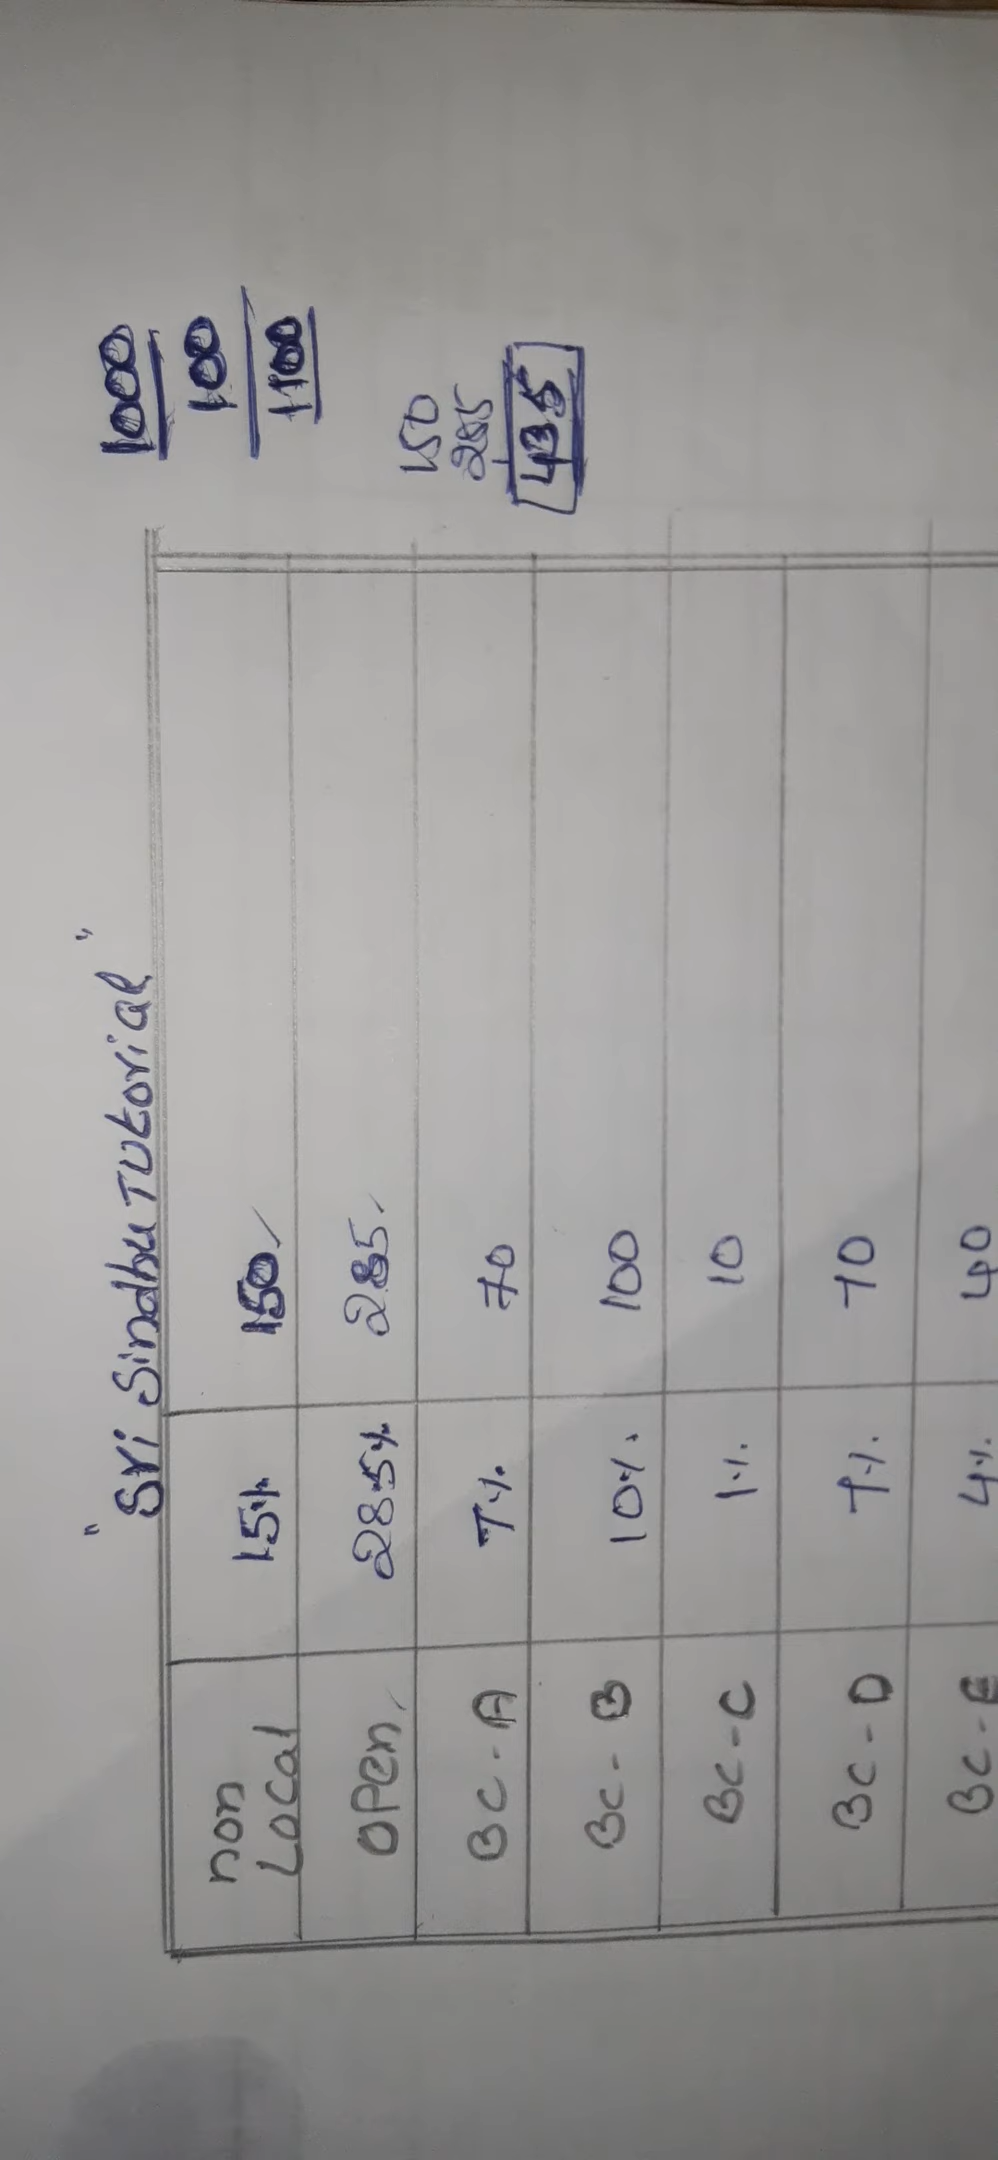 "Sri Sindhu Tutorial"
non Local 15% 150
OPen 28.5% 285
BC-A 7% 70
BC-B 10% 100
BC-C 1% 10
BC-D 7% 70
BC-E 4% 40
1000
100
1100
150
285
435